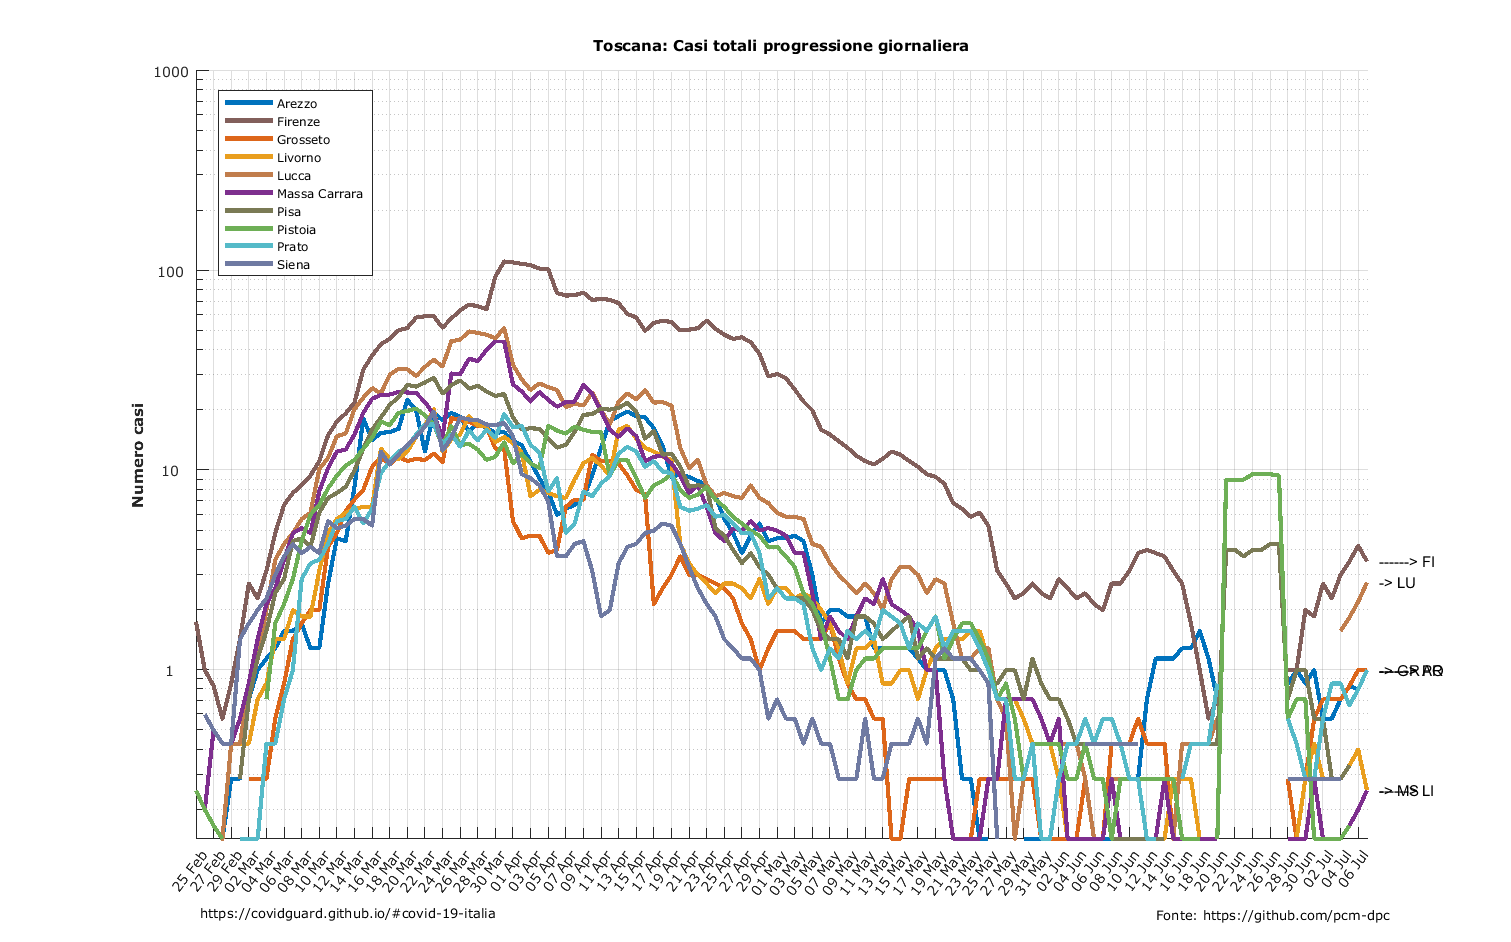 Toscana: Casi totali progressione giornaliera
1000
100
10
1
Numero casi
Arezzo
Firenze
Grosseto
Livorno
Lucca
Massa Carrara
Pisa
Pistoia
Prato
Siena
------> FI
-> LU
25 Feb
27 Feb
29 Feb
02 Mar
04 Mar
06 Mar
08 Mar
10 Mar
12 Mar
14 Mar
16 Mar
18 Mar
20 Mar
22 Mar
24 Mar
26 Mar
28 Mar
30 Mar
01 Apr
03 Apr
05 Apr
07 Apr
09 Apr
11 Apr
13 Apr
15 Apr
17 Apr
19 Apr
21 Apr
23 Apr
25 Apr
27 Apr
29 Apr
01 May
03 May
05 May
07 May
09 May
11 May
13 May
15 May
17 May
19 May
21 May
23 May
25 May
27 May
29 May
31 May
02 Jun
04 Jun
06 Jun
08 Jun
10 Jun
12 Jun
14 Jun
16 Jun
18 Jun
20 Jun
22 Jun
24 Jun
26 Jun
28 Jun
30 Jun
02 Jul
04 Jul
06 Jul
https://covidguard.github.io/#covid-19-italia
Fonte: https://github.com/pcm-dpc